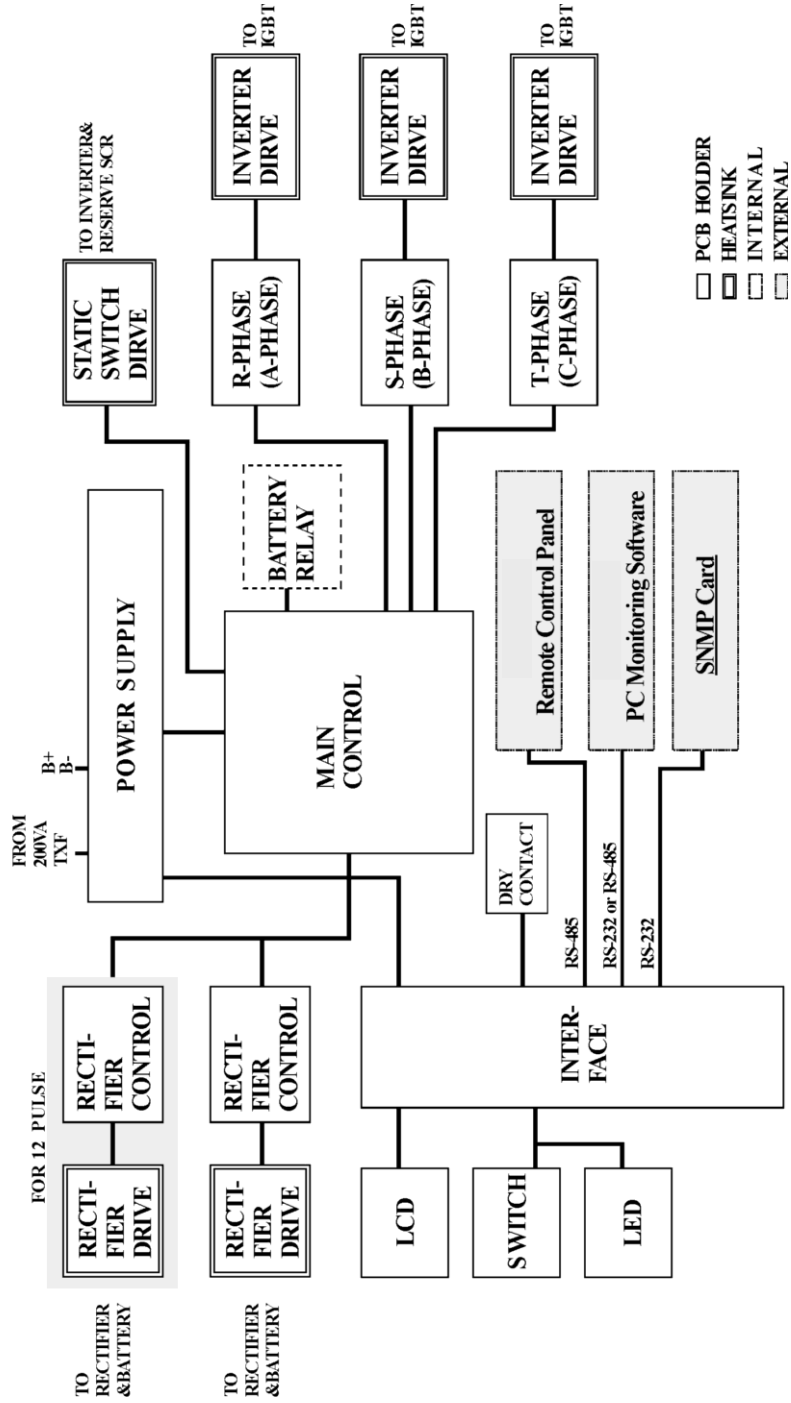 TO
RECTIFIER
&BATTERY
FOR 12 PULSE
RECTI-
FIER
DRIVE
RECTI-
FIER
CONTROL
FROM
200VA
TXF
B+
B-
POWER SUPPLY
STATIC
SWITCH
DIRVE
TO INVERTER&
RESERVE SCR
TO
RECTIFIER
&BATTERY
RECTI-
FIER
DRIVE
RECTI-
FIER
CONTROL
MAIN
CONTROL
BATTERY
RELAY
R-PHASE
(A-PHASE)
INVERTER
DIRVE
TO
IGBT
S-PHASE
(B-PHASE)
INVERTER
DIRVE
TO
IGBT
T-PHASE
(C-PHASE)
INVERTER
DIRVE
TO
IGBT
LCD
SWITCH
LED
INTER-
FACE
DRY
CONTACT
RS-485
RS-232 or RS-485
RS-232
Remote Control Panel
PC Monitoring Software
SNMP Card
PCB HOLDER
HEATSINK
INTERNAL
EXTERNAL